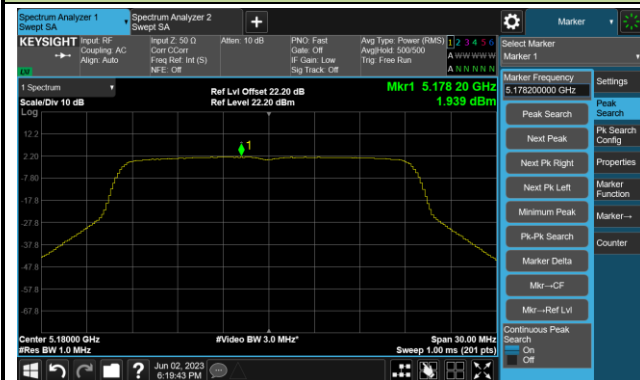 Spectrum Analyzer 1
Swept SA
Spectrum Analyzer 2
Swept SA
+
Marker
KEYSIGHT
Input: RF
Coupling: AC
Align: Auto
Input Z: 50 Ω
Corr CCorr
Freq Ref: Int (S)
NFE: Off
Atten: 10 dB
PNO: Fast
Gate: Off
IF Gain: Low
Sig Track: Off
Avg Type: Power (RMS)
Avg|Hold: 500/500
Trig: Free Run
1 2 3 4 5 6
A W W W W W
A N N N N N
Select Marker
Marker 1
1 Spectrum
Scale/Div 10 dB
Log
Ref Lvl Offset 22.20 dB
Ref Level 22.20 dBm
Mkr1 5.178 20 GHz
1.939 dBm
12.2
2.20
-7.80
-17.8
-27.8
-37.8
-47.8
-57.8
-67.8
1
Center 5.18000 GHz
#Res BW 1.0 MHz
#Video BW 3.0 MHz*
Span 30.00 MHz
Sweep 1.00 ms (201 pts)
Marker Frequency
5.178200000 GHz
Peak Search
Next Peak
Next Pk Right
Next Pk Left
Minimum Peak
Pk-Pk Search
Marker Delta
Mkr→CF
Mkr→Ref Lvl
Continuous Peak
Search
On
Off
Settings
Peak
Search
Pk Search
Config
Properties
Marker
Function
Marker→
Counter
?
Jun 02, 2023
6:19:43 PM